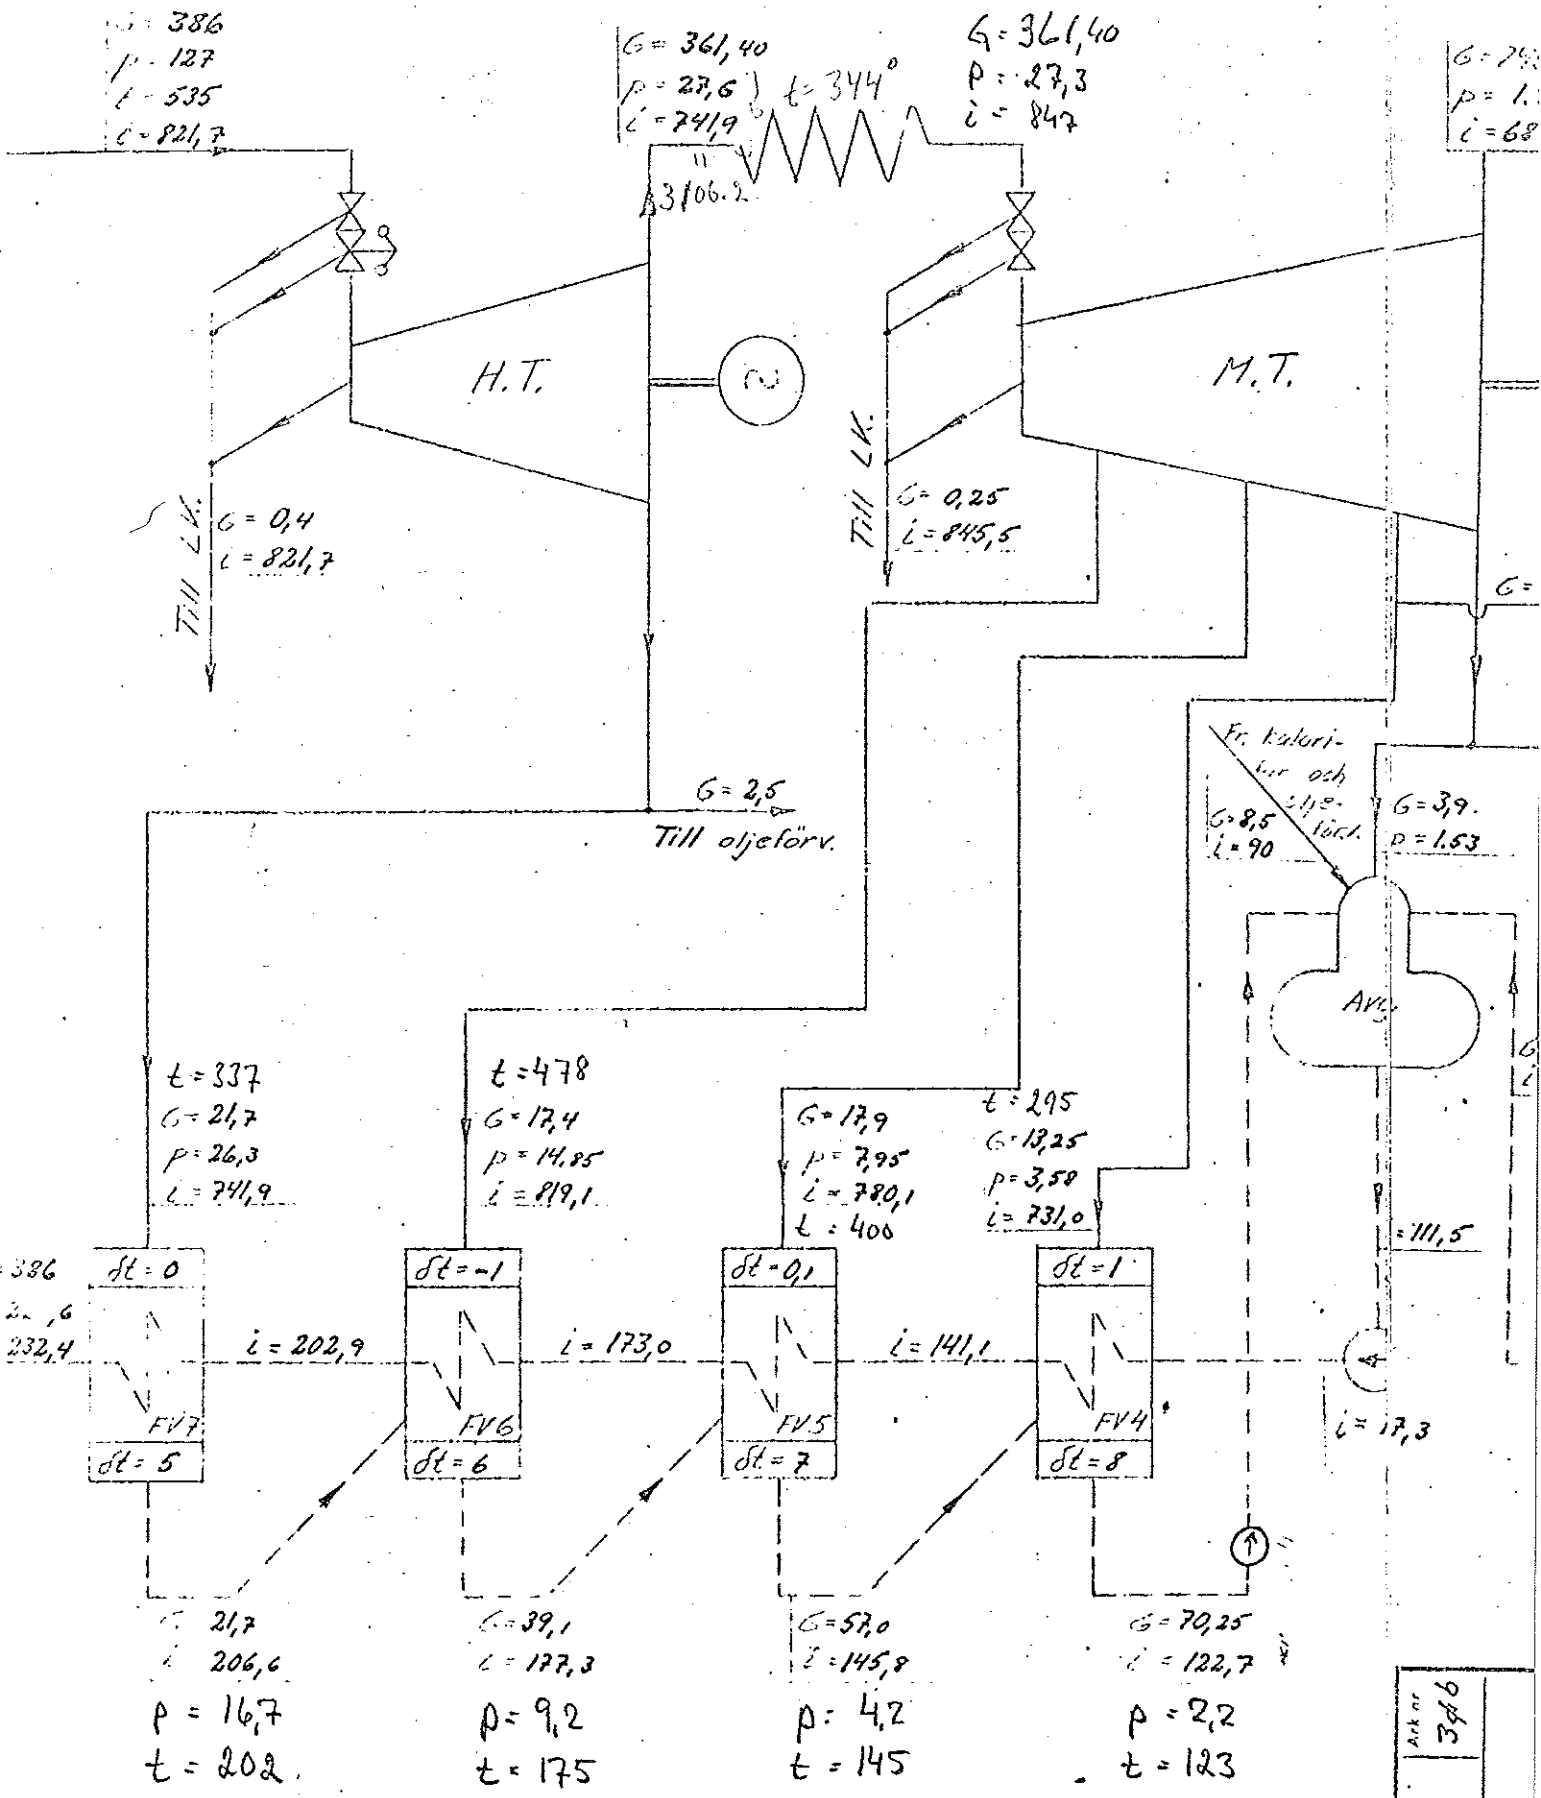 G = 386
p = 127
t = 535
i = 821,7
G = 361,40
p = 27,6
i = 741,9
t = 344°
3106.2
G = 361,40
P = 27,3
i = 847
p = 1.
i = 68
H.T.
M.T.
Till LK.
G = 0,4
i = 821,7
Till LK.
G = 0,25
i = 845,5
G =
G = 2,5
Till oljeförv.
Fr. kalori-
och
G = 8,5
i = 90
G = 3,9
p = 1.53
Avg
t = 337
G = 21,7
p = 26,3
i = 741,9
t = 478
G = 17,4
p = 14,85
i = 819,1
G = 17,9
p = 7,95
i = 780,1
t = 400
t = 295
G = 13,25
p = 3,58
i = 731,0
G
i
= 111,5
= 386
232,4
δt = 0
FV7
δt = 5
i = 202,9
δt = -1
FV6
δt = 6
i = 173,0
δt = 0,1
FV5
δt = 7
i = 141,1
δt = 1
FV4
δt = 8
i = 17,3
G 21,7
i 206,6
p = 16,7
t = 202
G = 39,1
i = 177,3
p = 9,2
t = 175
G = 57,0
i = 145,8
p = 4,2
t = 145
G = 70,25
i = 122,7
p = 2,2
t = 123
Ark nr